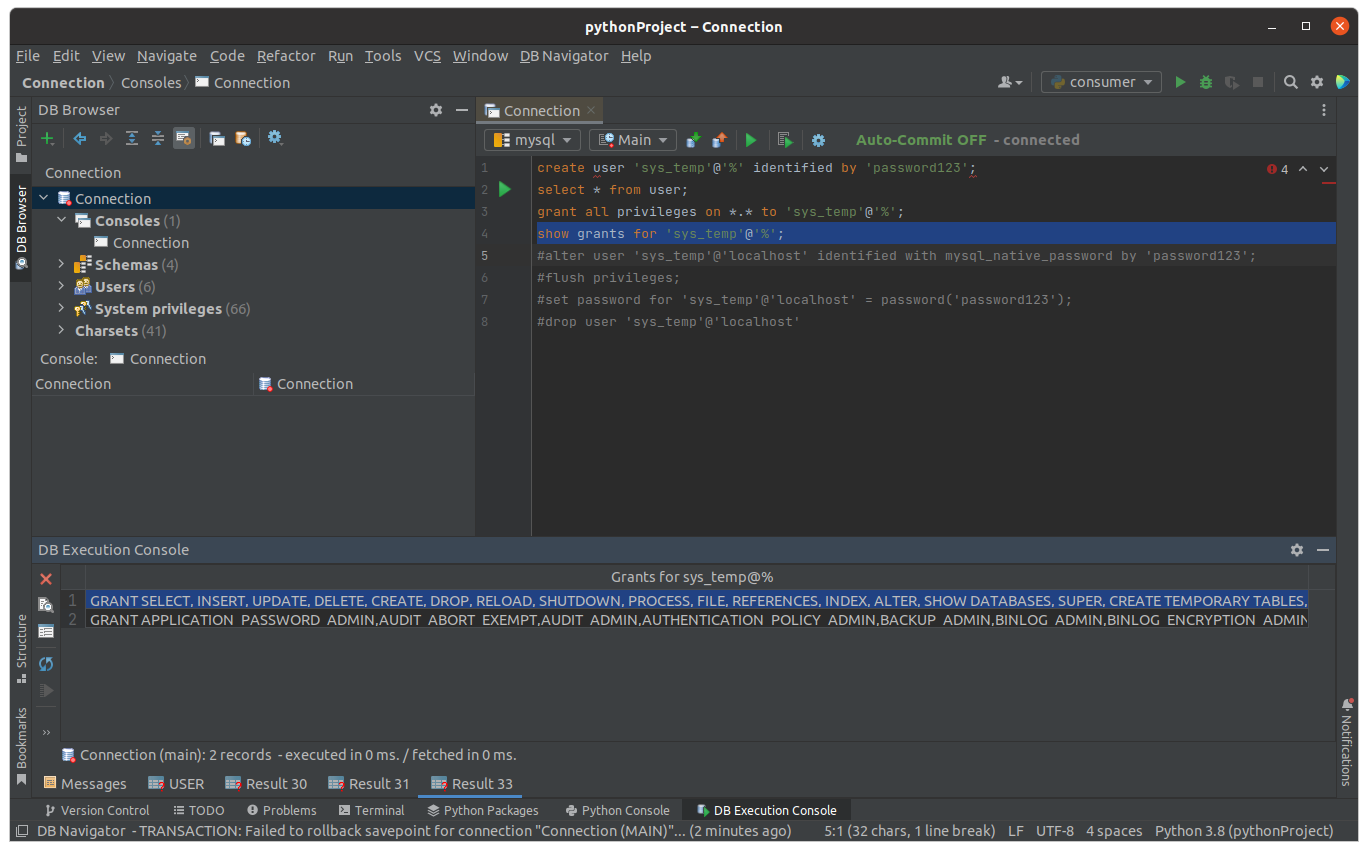 pythonProject – Connection
File Edit View Navigate Code Refactor Run Tools VCS Window DB Navigator Help
Connection Consoles Connection
consumer
Project
DB Browser
Structure
Bookmarks
DB Browser
Connection
Connection
Consoles (1)
Connection
Schemas (4)
Users (6)
System privileges (66)
Charsets (41)
Console: Connection
Connection Connection
Connection
mysql Main Auto-Commit OFF - connected
4
1 create user 'sys_temp'@'%' identified by 'password123';
2 select * from user;
3 grant all privileges on *.* to 'sys_temp'@'%';
4 show grants for 'sys_temp'@'%';
5 #alter user 'sys_temp'@'localhost' identified with mysql_native_password by 'password123';
6 #flush privileges;
7 #set password for 'sys_temp'@'localhost' = password('password123');
8 #drop user 'sys_temp'@'localhost'
DB Execution Console
Grants for sys_temp@%
1 GRANT SELECT, INSERT, UPDATE, DELETE, CREATE, DROP, RELOAD, SHUTDOWN, PROCESS, FILE, REFERENCES, INDEX, ALTER, SHOW DATABASES, SUPER, CREATE TEMPORARY TABLES,
2 GRANT APPLICATION_PASSWORD_ADMIN,AUDIT_ABORT_EXEMPT,AUDIT_ADMIN,AUTHENTICATION_POLICY_ADMIN,BACKUP_ADMIN,BINLOG_ADMIN,BINLOG_ENCRYPTION_ADMIN
Connection (main): 2 records - executed in 0 ms. / fetched in 0 ms.
Messages USER Result 30 Result 31 Result 33
Notifications
Version Control TODO Problems Terminal Python Packages Python Console DB Execution Console
DB Navigator - TRANSACTION: Failed to rollback savepoint for connection "Connection (MAIN)"... (2 minutes ago) 5:1 (32 chars, 1 line break) LF UTF-8 4 spaces Python 3.8 (pythonProject)